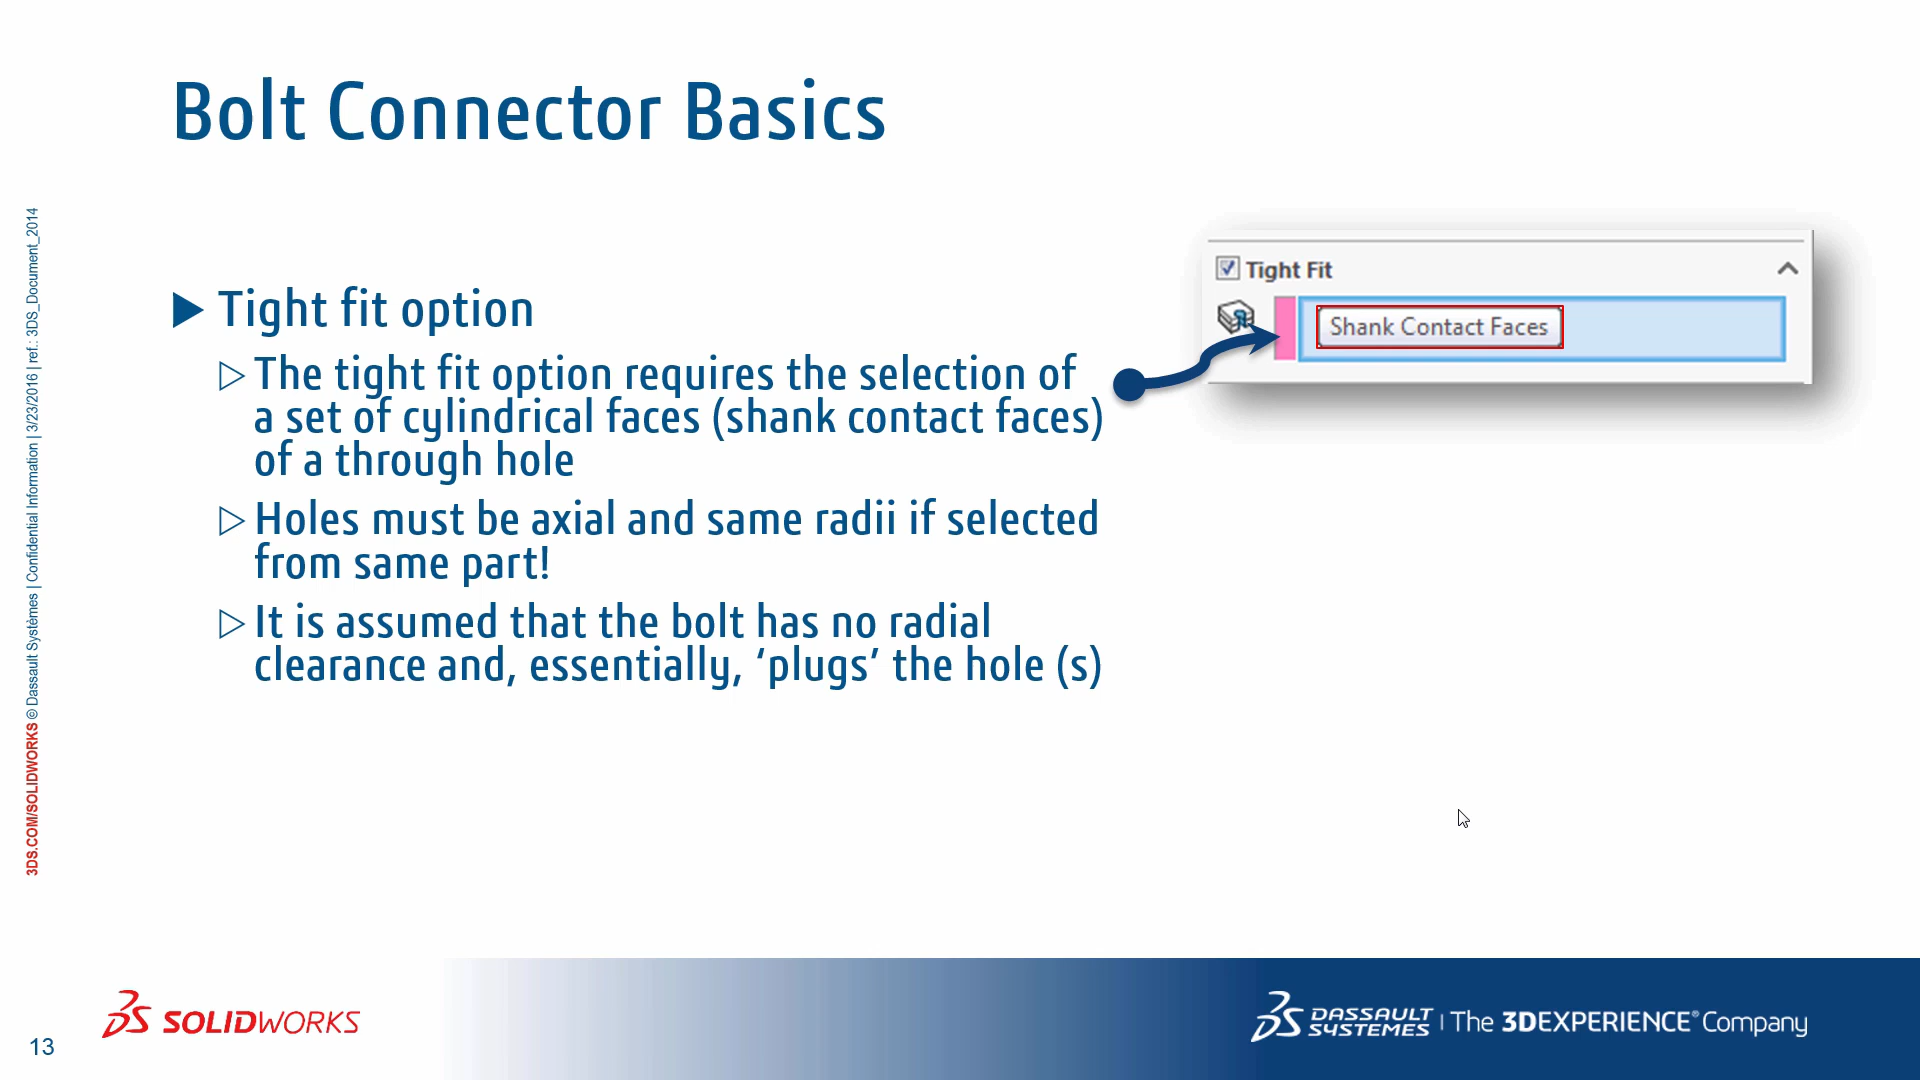 Bolt Connector Basics
Tight fit option
The tight fit option requires the selection of
a set of cylindrical faces (shank contact faces)
of a through hole
Holes must be axial and same radii if selected
from same part!
It is assumed that the bolt has no radial
clearance and, essentially, ‘plugs’ the hole (s)
Tight Fit
Shank Contact Faces
3DS.COM/SOLIDWORKS © Dassault Systèmes | Confidential Information | 3/23/2016 | ref.: 3DS_Document_2014
13
SOLIDWORKS
DASSAULT
SYSTEMES
The 3DEXPERIENCE® Company